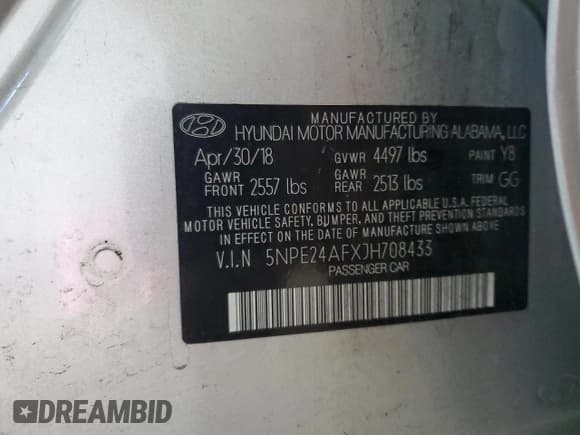 MANUFACTURED BY
HYUNDAI MOTOR MANUFACTURING ALABAMA, LLC
Apr/30/18 GVWR 4497 lbs PAINT Y8
GAWR FRONT 2557 lbs GAWR REAR 2513 lbs TRIM GG
THIS VEHICLE CONFORMS TO ALL APPLICABLE U.S.A. FEDERAL
MOTOR VEHICLE SAFETY, BUMPER, AND THEFT PREVENTION STANDARDS
IN EFFECT ON THE DATE OF MANUFACTURE SHOWN ABOVE.
V.I.N 5NPE24AFXJH708433
PASSENGER CAR
DREAMBID